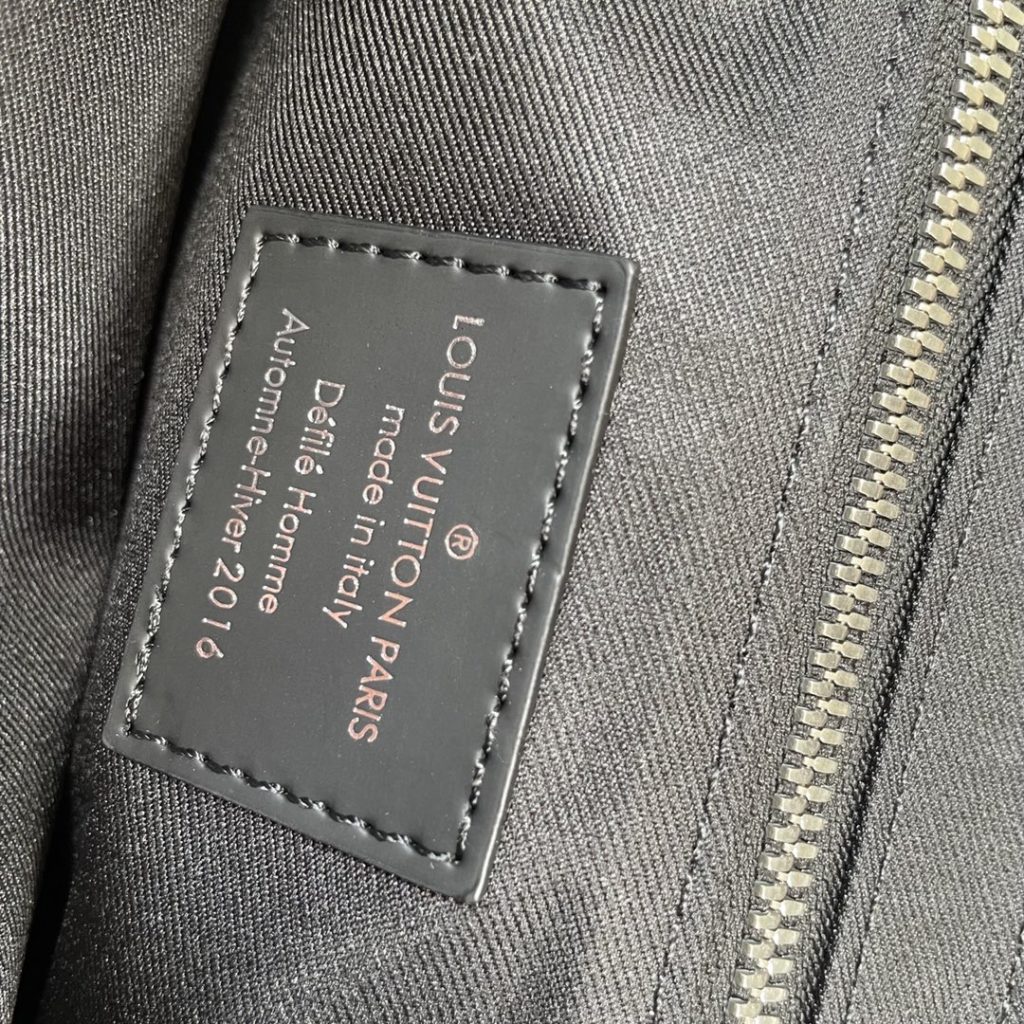 ®
LOUIS VUITTON PARIS
made in italy
Défilé Homme
Automne-Hiver 2016